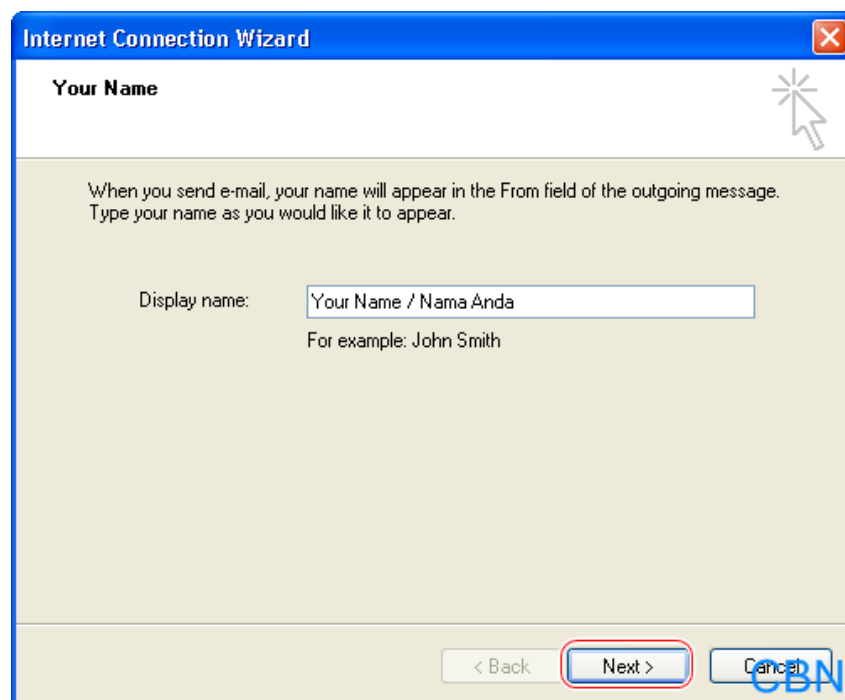 Internet Connection Wizard
Your Name
When you send e-mail, your name will appear in the From field of the outgoing message.
Type your name as you would like it to appear.
Display name: Your Name / Nama Anda
For example: John Smith
< Back Next > Cancel
CBN